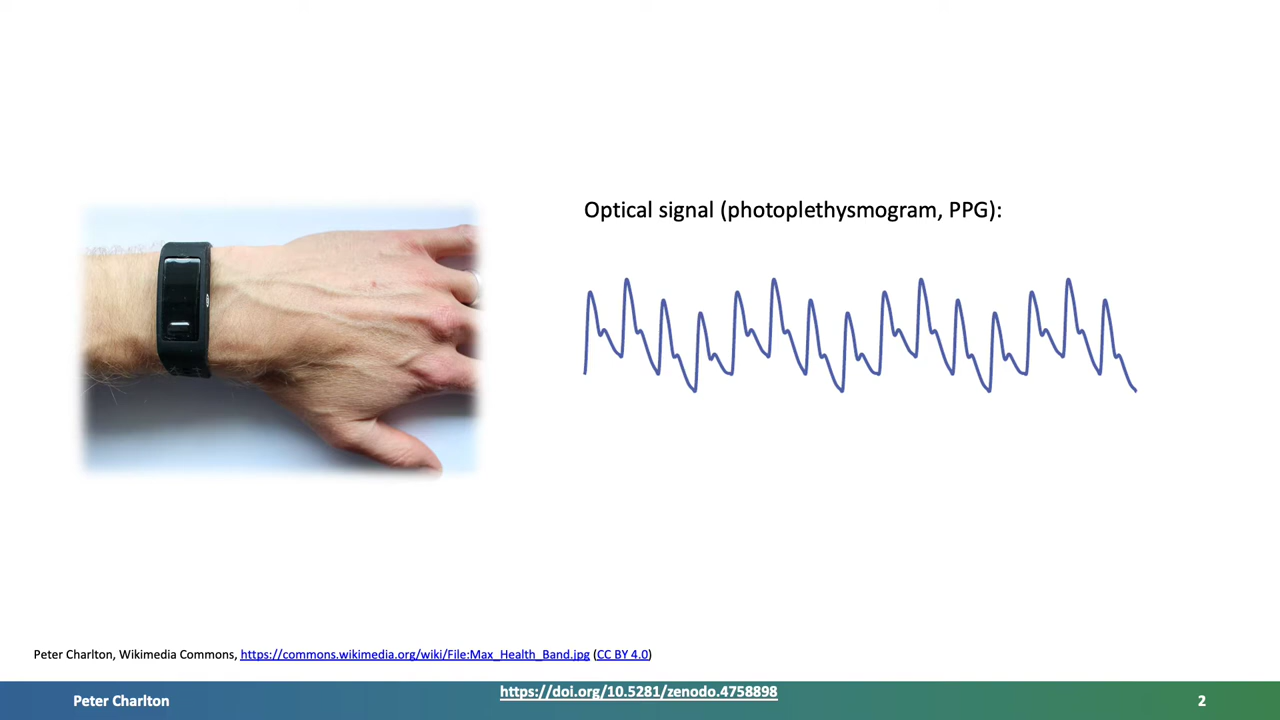 Optical signal (photoplethysmogram, PPG):
Peter Charlton, Wikimedia Commons, https://commons.wikimedia.org/wiki/File:Max_Health_Band.jpg (CC BY 4.0)
Peter Charlton
https://doi.org/10.5281/zenodo.4758898
2